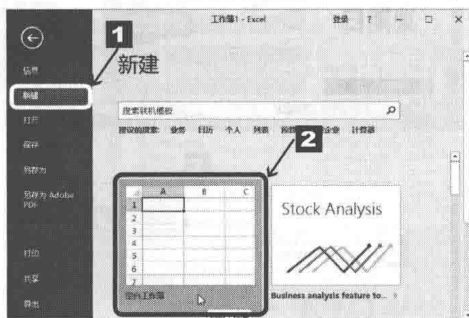 工作簿1 - Excel 登录 ?
1
新建
信息
新建
打开
保存
另存为
另存为 Adobe
PDF
打印
共享
导出
搜索联机模板
建议的搜索: 业务 日历 个人 列表 企业 计算器
2
A B C
1
2
3
4
5
6
7
空白工作簿
Stock Analysis
Business analysis feature to...